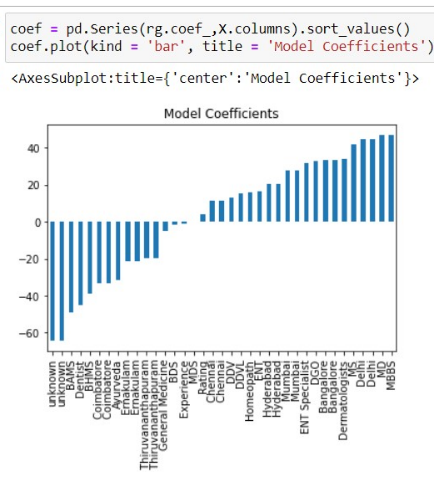 coef = pd.Series(rg.coef_,X.columns).sort_values()
coef.plot(kind = 'bar', title = 'Model Coefficients')
<AxesSubplot:title={'center':'Model Coefficients'}>
Model Coefficients
40
20
0
−20
−40
−60
unknown
unknown
BAMS
Dentist
BHMS
Coimbatore
Coimbatore
Ayurveda
Ernakulam
Ernakulam
Thiruvananthapuram
Thiruvananthapuram
General Medicine
BDS
Experience
MDS
Rating
Chennai
Chennai
DDV
DDVL
Homeopath
ENT
Hyderabad
Hyderabad
Mumbai
Mumbai
ENT Specialist
DGO
Bangalore
Bangalore
Dermatologists
MS
Delhi
Delhi
MD
MBBS